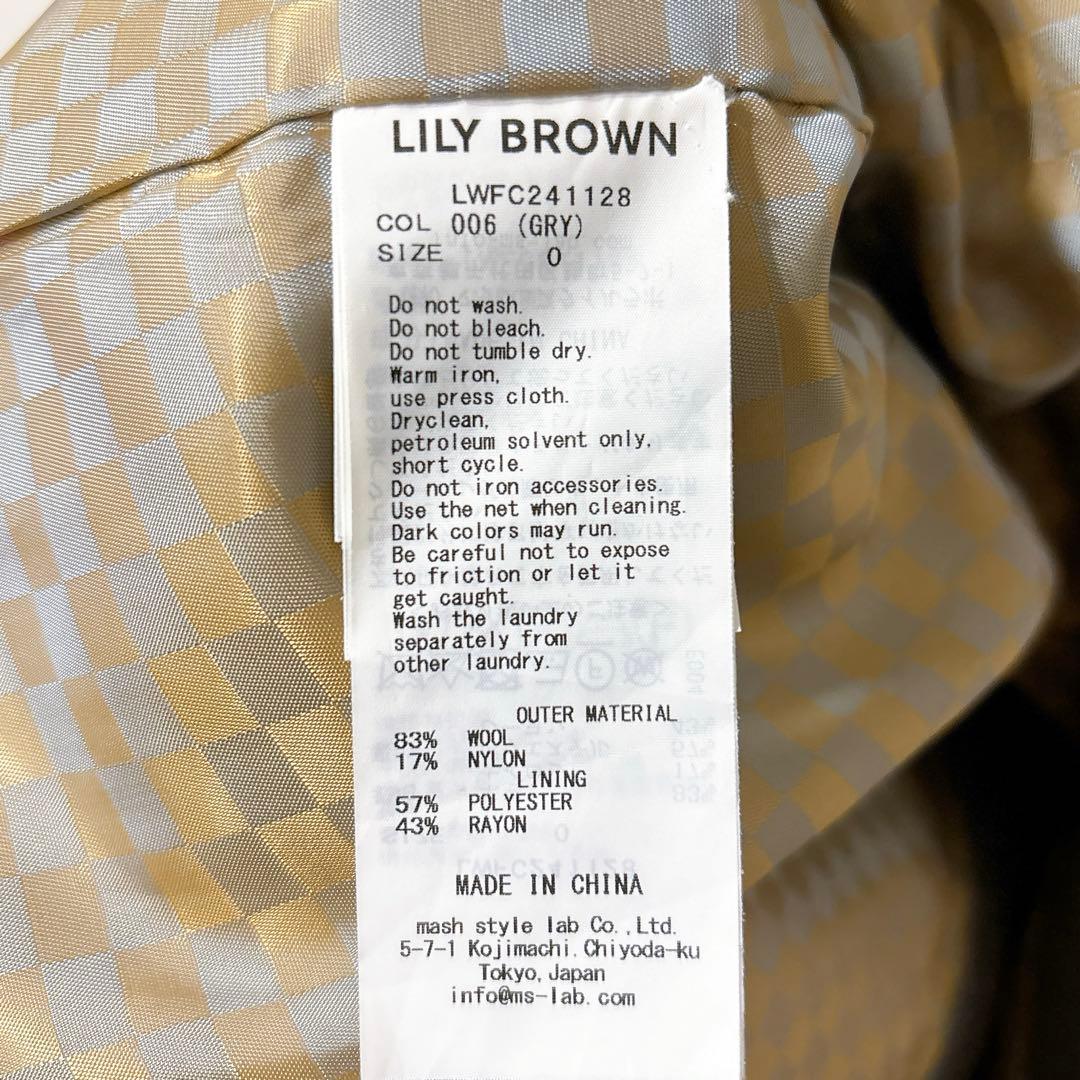 LILY BROWN
LWFC241128
COL 006 (GRY)
SIZE 0
Do not wash.
Do not bleach.
Do not tumble dry.
Warm iron,
use press cloth.
Dryclean,
petroleum solvent only.
short cycle.
Do not iron accessories.
Use the net when cleaning.
Dark colors may run.
Be careful not to expose
to friction or let it
get caught.
Wash the laundry
separately from
other laundry.
OUTER MATERIAL
83% WOOL
17% NYLON
LINING
57% POLYESTER
43% RAYON
MADE IN CHINA
mash style lab Co.,Ltd.
5-7-1 Kojimachi.Chiyoda-ku
Tokyo,Japan
info@ms-lab.com